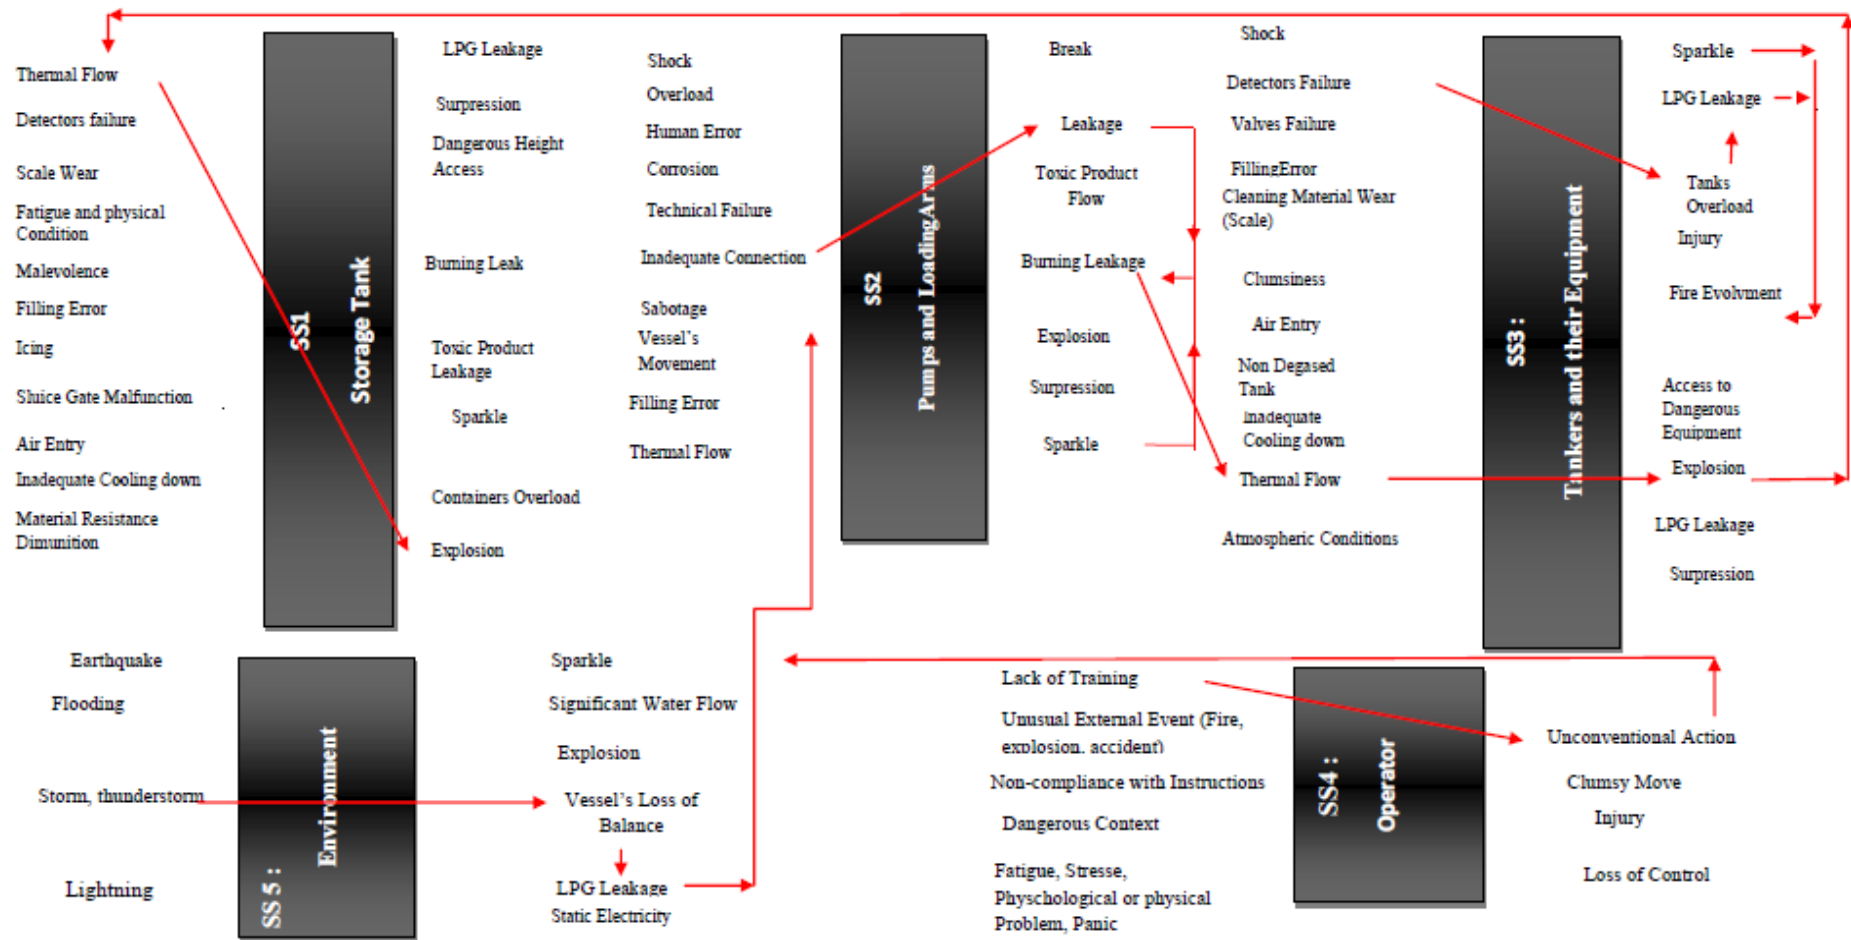 Thermal Flow
Detectors failure
Scale Wear
Fatigue and physical
Condition
Malevolence
Filling Error
Icing
Sluice Gate Malfunction
Air Entry
Inadequate Cooling down
Material Resistance
Dimunition
SS1
Storage Tank
LPG Leakage
Surpression
Dangerous Height
Access
Burning Leak
Toxic Product
Leakage
Sparkle
Containers Overload
Explosion
Shock
Overload
Human Error
Corrosion
Technical Failure
Inadequate Connection
Sabotage
Vessel's
Movement
Filling Error
Thermal Flow
SS2
Pumps and LoadingArms
Break
Leakage
Toxic Product
Flow
Burning Leakage
Explosion
Surpression
Sparkle
Shock
Detectors Failure
Valves Failure
FillingError
Cleaning Material Wear
(Scale)
Clumsiness
Air Entry
Non Degased
Tank
Inadequate
Cooling down
Thermal Flow
Atmospheric Conditions
SS3 :
Tankers and their Equipment
Sparkle
LPG Leakage
Tanks
Overload
Injury
Fire Evolvment
Access to
Dangerous
Equipment
Explosion
LPG Leakage
Surpression
Earthquake
Flooding
Storm, thunderstorm
Lightning
SS 5 :
Environment
Sparkle
Significant Water Flow
Explosion
Vessel's Loss of
Balance
LPG Leakage
Static Electricity
Lack of Training
Unusual External Event (Fire,
explosion, accident)
Non-compliance with Instructions
Dangerous Context
Fatigue, Stresse,
Physchological or physical
Problem, Panic
SS4 :
Operator
Unconventional Action
Clumsy Move
Injury
Loss of Control